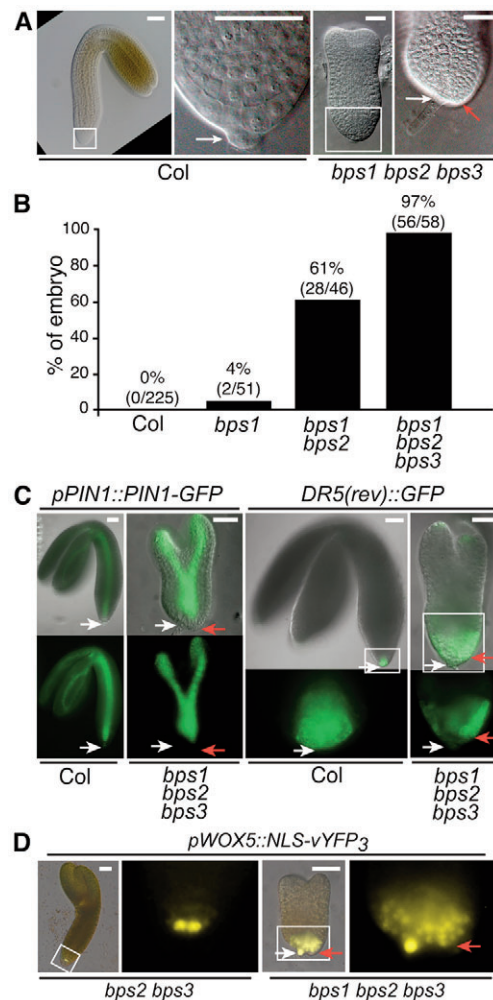 A
Col
bps1 bps2 bps3
B
% of embryo
100
80
60
40
20
0
0%
(0/225)
4%
(2/51)
61%
(28/46)
97%
(56/58)
Col
bps1
bps1
bps2
bps1
bps2
bps3
C
pPIN1::PIN1-GFP
DR5(rev)::GFP
Col
bps1
bps2
bps3
Col
bps1
bps2
bps3
D
pWOX5::NLS-vYFP3
bps2 bps3
bps1 bps2 bps3